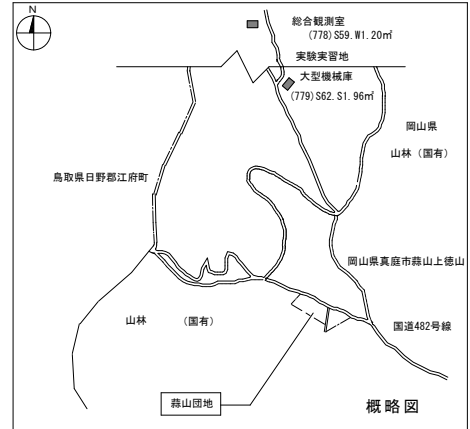 N
総合観測室
(778)S59.W1.20㎡
実験実習地
大型機械庫
(779)S62.S1.96㎡
岡山県
山林（国有）
鳥取県日野郡江府町
岡山県真庭市蒜山上徳山
国道482号線
山林 （国有）
蒜山団地
概略図